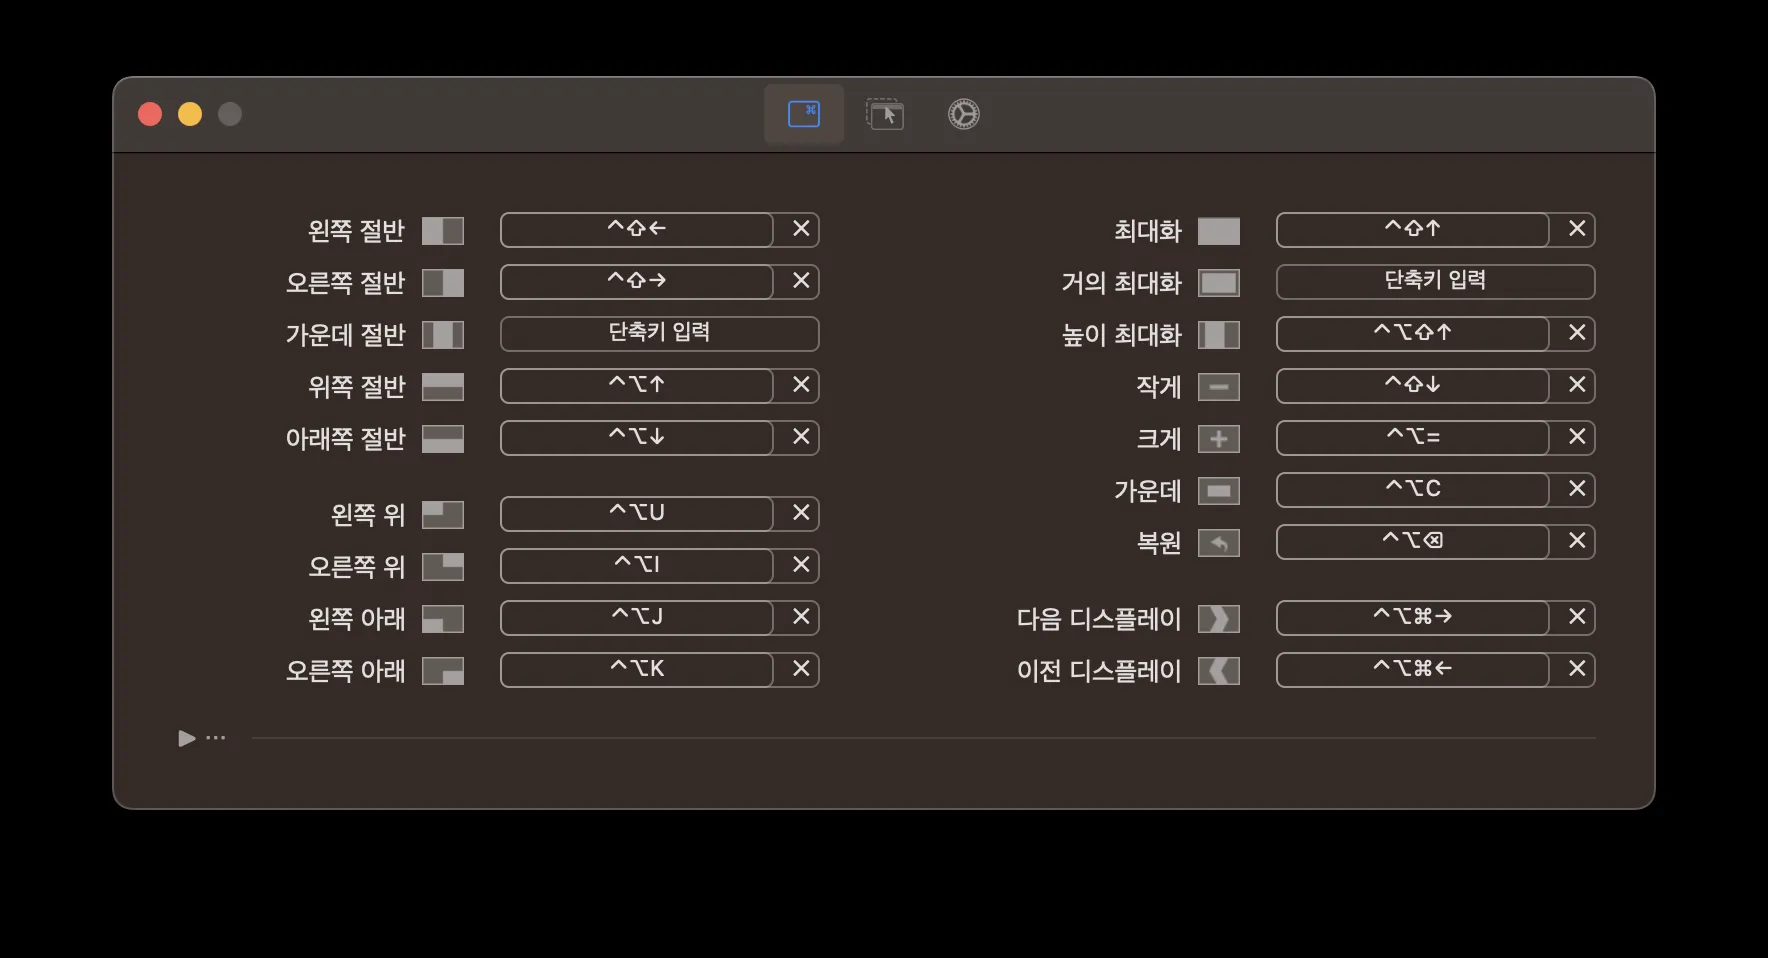 왼쪽 절반 ^⇧←
오른쪽 절반 ^⇧→
가운데 절반 단축키 입력
위쪽 절반 ^⌥↑
아래쪽 절반 ^⌥↓
왼쪽 위 ^⌥U
오른쪽 위 ^⌥I
왼쪽 아래 ^⌥J
오른쪽 아래 ^⌥K
최대화 ^⇧↑
거의 최대화 단축키 입력
높이 최대화 ^⌥⇧↑
작게 ^⇧↓
크게 ^⌥=
가운데 ^⌥C
복원 ^⌥⌫
다음 디스플레이 ^⌥⌘→
이전 디스플레이 ^⌥⌘←
...